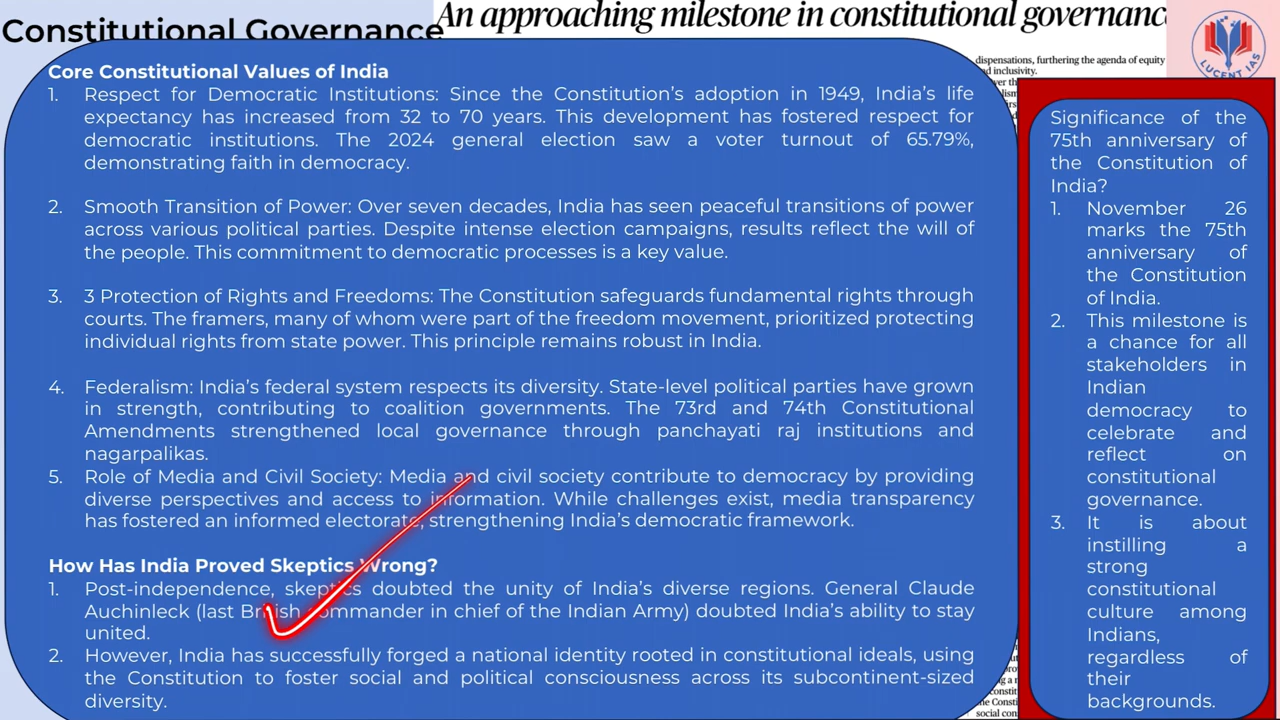 Constitutional Governance
An approaching milestone in constitutional governanc
LUCENT IAS
dispensations, furthering the agenda of equity
nd inclusivity.
Core Constitutional Values of India
1. Respect for Democratic Institutions: Since the Constitution's adoption in 1949, India's life
expectancy has increased from 32 to 70 years. This development has fostered respect for
democratic institutions. The 2024 general election saw a voter turnout of 65.79%,
demonstrating faith in democracy.
2. Smooth Transition of Power: Over seven decades, India has seen peaceful transitions of power
across various political parties. Despite intense election campaigns, results reflect the will of
the people. This commitment to democratic processes is a key value.
3. 3 Protection of Rights and Freedoms: The Constitution safeguards fundamental rights through
courts. The framers, many of whom were part of the freedom movement, prioritized protecting
individual rights from state power. This principle remains robust in India.
4. Federalism: India's federal system respects its diversity. State-level political parties have grown
in strength, contributing to coalition governments. The 73rd and 74th Constitutional
Amendments strengthened local governance through panchayati raj institutions and
nagarpalikas.
5. Role of Media and Civil Society: Media and civil society contribute to democracy by providing
diverse perspectives and access to information. While challenges exist, media transparency
has fostered an informed electorate, strengthening India's democratic framework.
How Has India Proved Skeptics Wrong?
1. Post-independence, skeptics doubted the unity of India's diverse regions. General Claude
Auchinleck (last British commander in chief of the Indian Army) doubted India's ability to stay
united.
2. However, India has successfully forged a national identity rooted in constitutional ideals, using
the Constitution to foster social and political consciousness across its subcontinent-sized
diversity.
Significance of the
75th anniversary of
the Constitution of
India?
1. November 26
marks the 75th
anniversary of
the Constitution
of India.
2. This milestone is
a chance for all
stakeholders in
Indian
democracy to
celebrate and
reflect on
constitutional
governance.
3. It is about
instilling a
strong
constitutional
culture among
Indians,
regardless of
their
backgrounds.